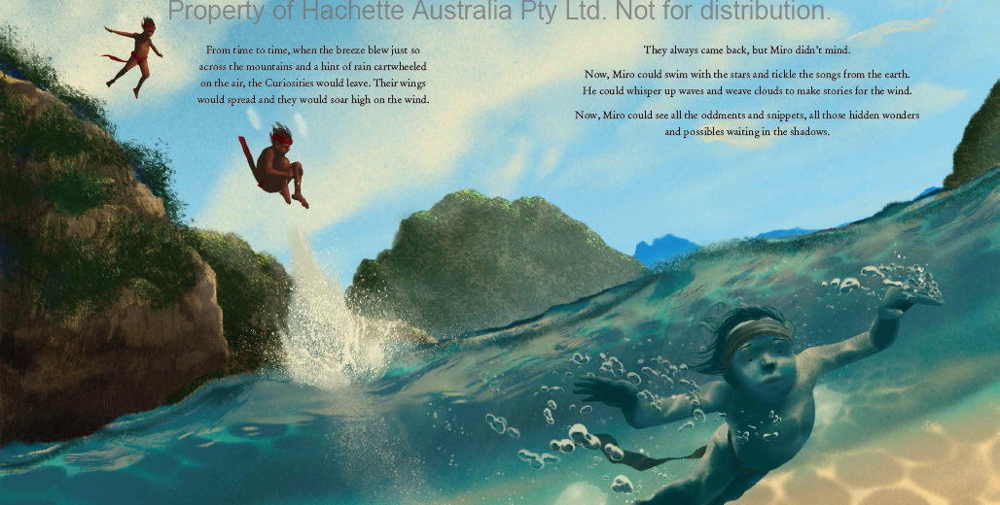 Property of Hachette Australia Pty Ltd. Not for distribution.
From time to time, when the breeze blew just so
across the mountains and a hint of rain cartwheeled
on the air, the Curiosities would leave. Their wings
would spread and they would soar high on the wind.
They always came back, but Miro didn’t mind.
Now, Miro could swim with the stars and tickle the songs from the earth.
He could whisper up waves and weave clouds to make stories for the wind.
Now, Miro could see all the oddments and snippets, all those hidden wonders
and possibles waiting in the shadows.